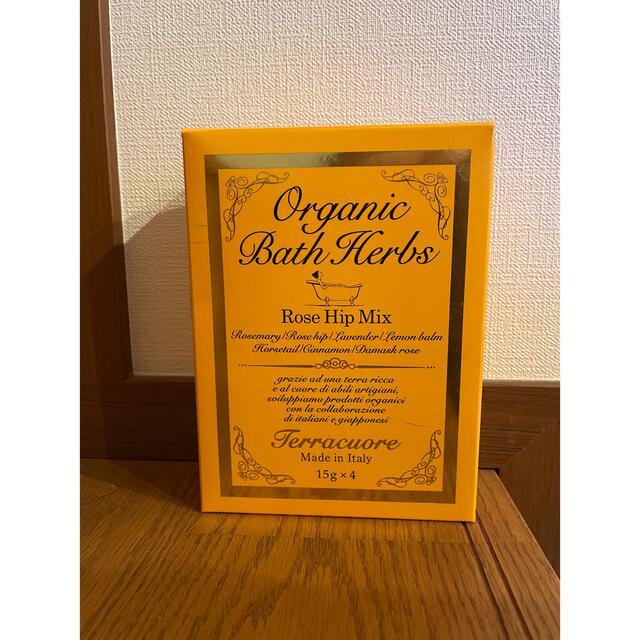 Organic
Bath Herbs
Rose Hip Mix
Rosemary/Rose hip/Lavender/Lemon balm
Horsetail/Cinnamon/Damask rose
grazie ad una terra ricca
e al cuore di abili artigiani,
sviluppiamo prodotti organici
con la collaborazione
di italiani e giapponesi
Terracuore
Made in Italy
15g×4